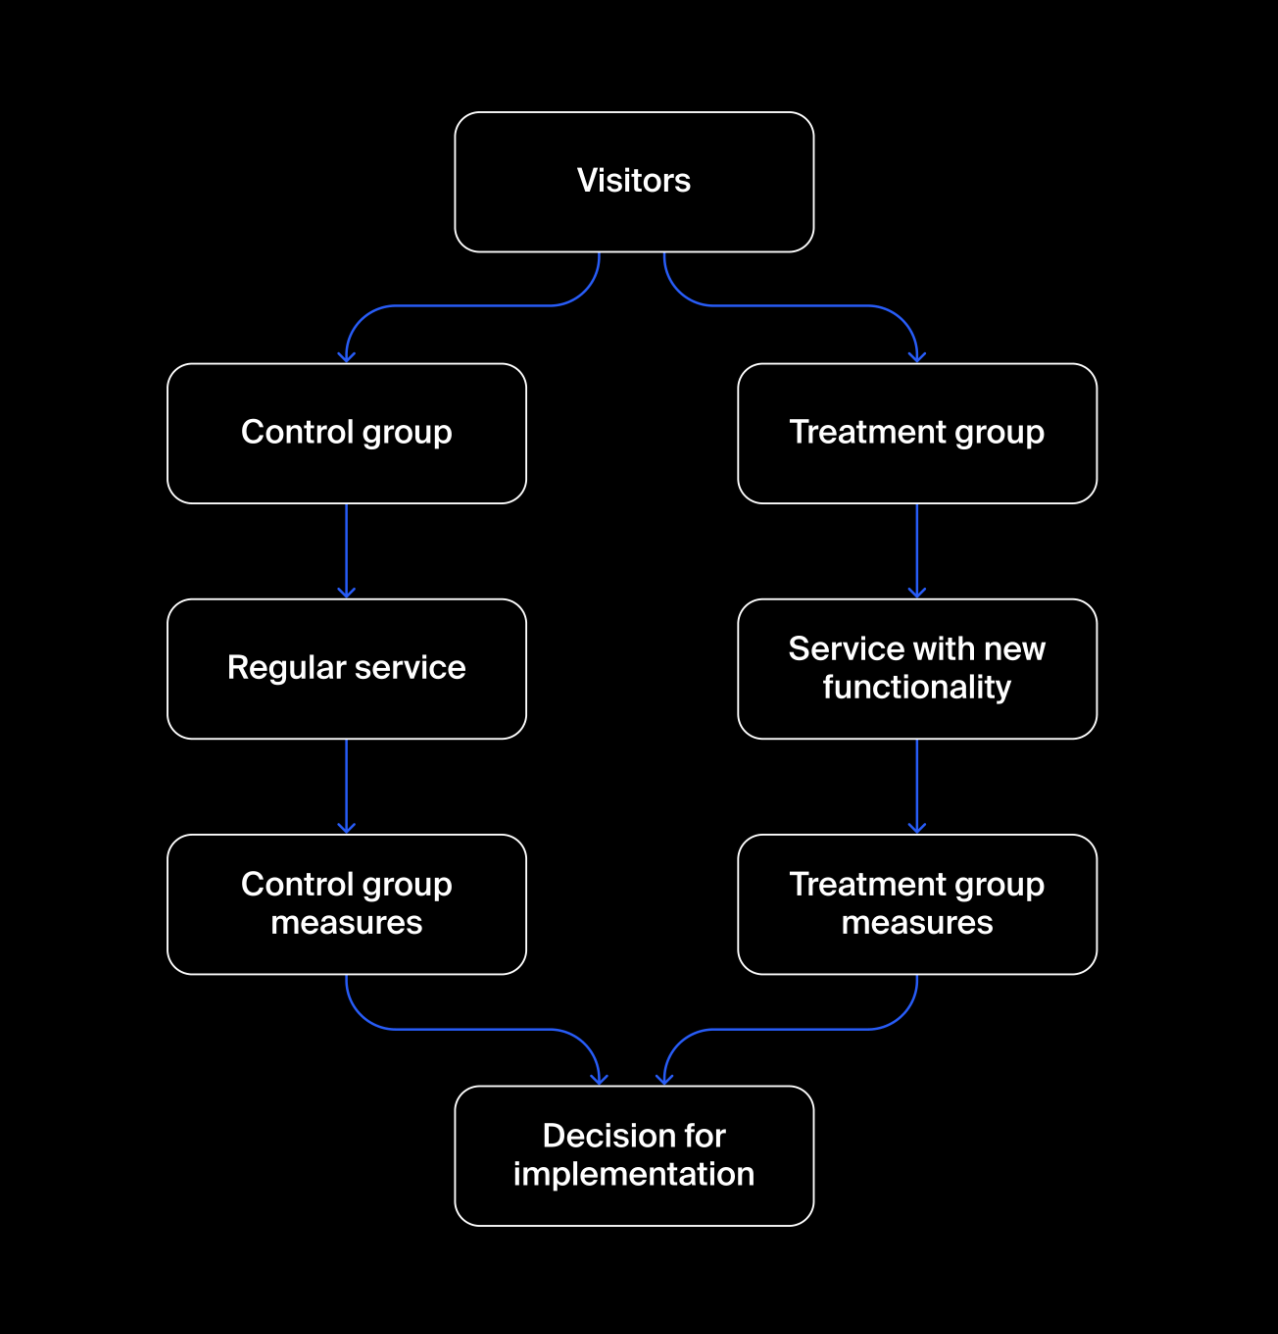 Visitors
Control group
Treatment group
Regular service
Service with new
functionality
Control group
measures
Treatment group
measures
Decision for
implementation